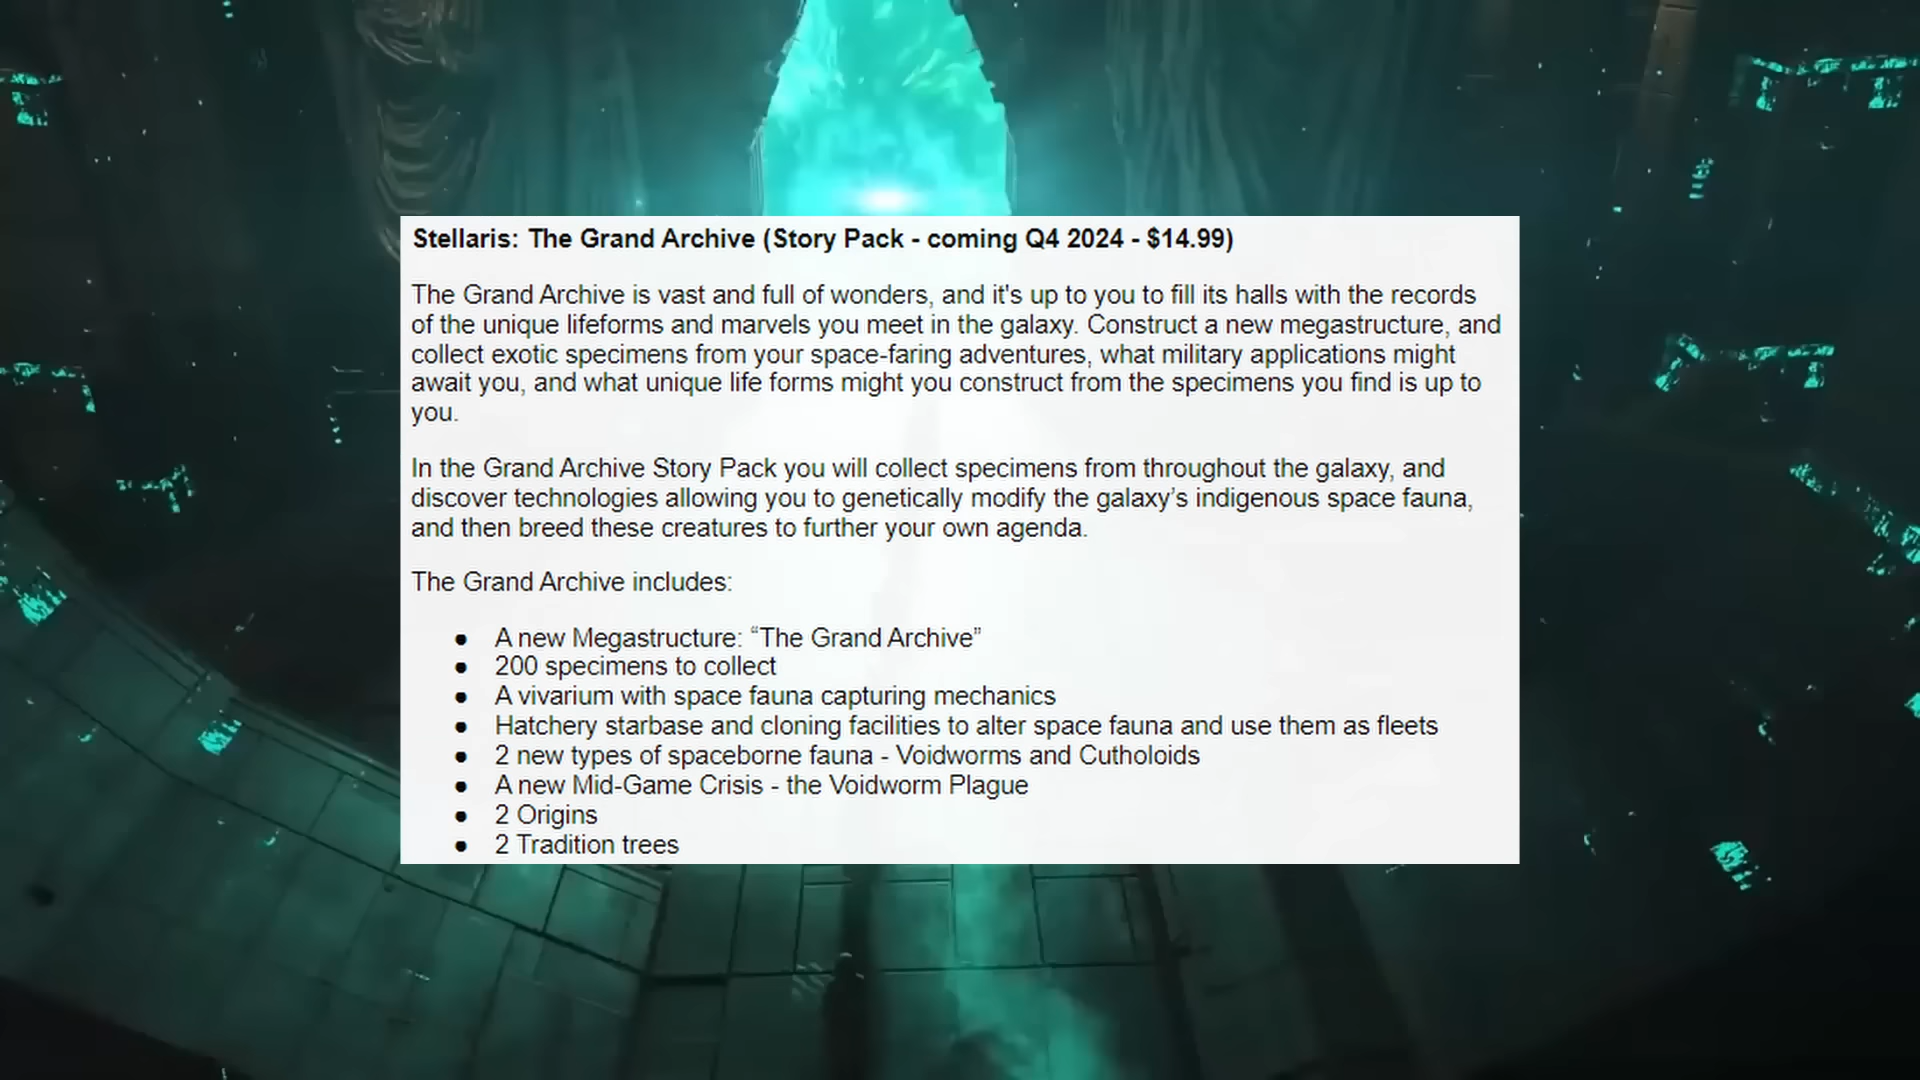 Stellaris: The Grand Archive (Story Pack - coming Q4 2024 - $14.99)
The Grand Archive is vast and full of wonders, and it's up to you to fill its halls with the records
of the unique lifeforms and marvels you meet in the galaxy. Construct a new megastructure, and
collect exotic specimens from your space-faring adventures, what military applications might
await you, and what unique life forms might you construct from the specimens you find is up to
you.
In the Grand Archive Story Pack you will collect specimens from throughout the galaxy, and
discover technologies allowing you to genetically modify the galaxy’s indigenous space fauna,
and then breed these creatures to further your own agenda.
The Grand Archive includes:
● A new Megastructure: “The Grand Archive”
● 200 specimens to collect
● A vivarium with space fauna capturing mechanics
● Hatchery starbase and cloning facilities to alter space fauna and use them as fleets
● 2 new types of spaceborne fauna - Voidworms and Cutholoids
● A new Mid-Game Crisis - the Voidworm Plague
● 2 Origins
● 2 Tradition trees